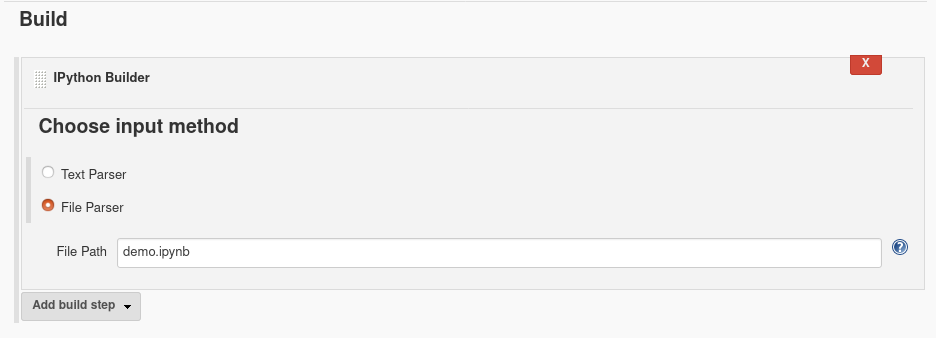 Build
IPython Builder
X
Choose input method
Text Parser
File Parser
File Path demo.ipynb ?
Add build step